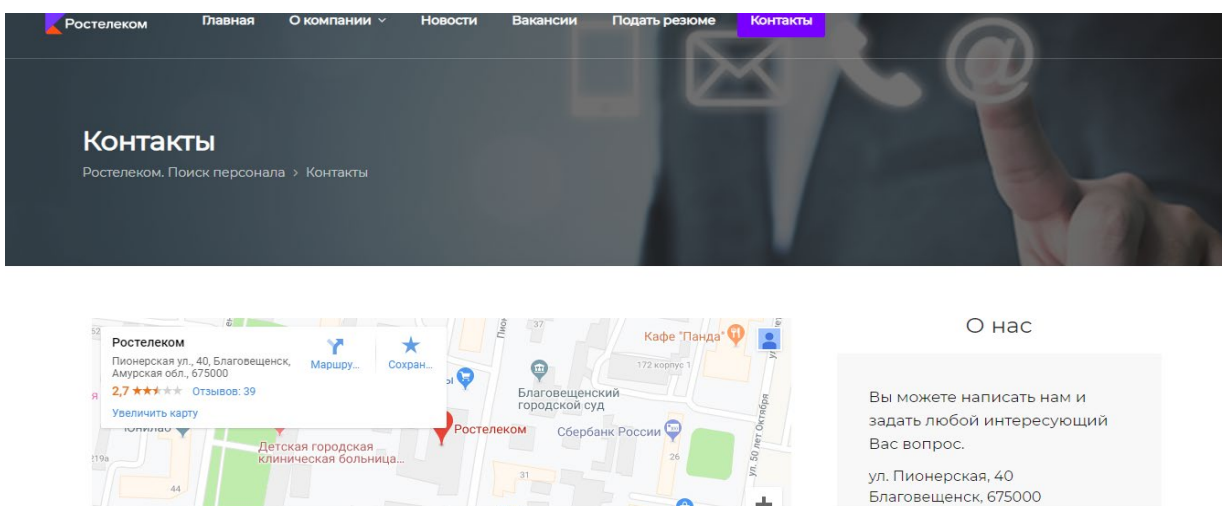 Ростелеком
Главная
О компании
Новости
Вакансии
Подать резюме
Контакты
Контакты
Ростелеком. Поиск персонала > Контакты
О нас
Ростелеком
Пионерская ул., 40, Благовещенск,
Амурская обл., 675000
2,7
Отзывов: 39
Увеличить карту
Маршру...
Сохран...
37
Кафе "Панда"
172 корпус 1
Благовещенский
городской суд
Ростелеком
Сбербанк России
Детская городская
клиническая больница...
ул. 50 лет Октября
219а
44
31
26
Вы можете написать нам и
задать любой интересующий
Вас вопрос.
ул. Пионерская, 40
Благовещенск, 675000